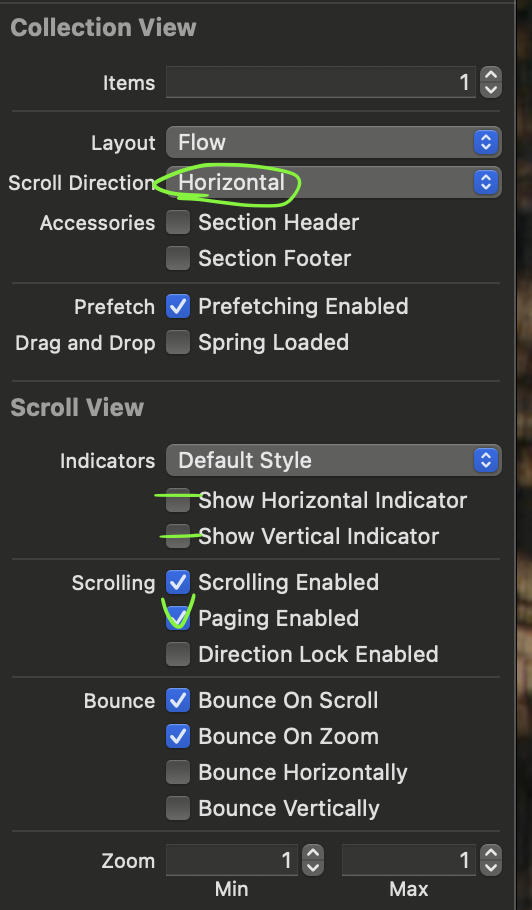 Collection View
Items 1
Layout Flow
Scroll Direction Horizontal
Accessories Section Header
Section Footer
Prefetch Prefetching Enabled
Drag and Drop Spring Loaded
Scroll View
Indicators Default Style
Show Horizontal Indicator
Show Vertical Indicator
Scrolling Scrolling Enabled
Paging Enabled
Direction Lock Enabled
Bounce Bounce On Scroll
Bounce On Zoom
Bounce Horizontally
Bounce Vertically
Zoom 1 1
Min Max